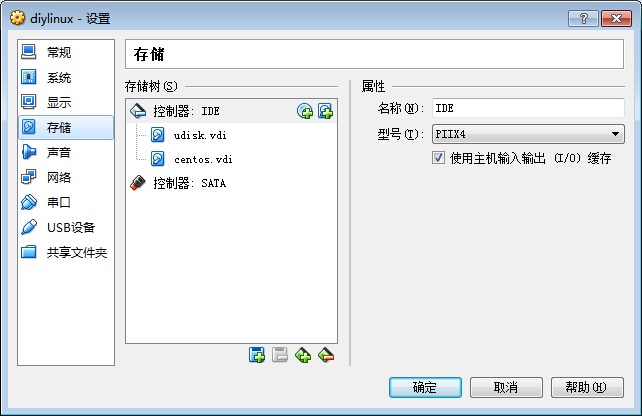 diylinux - 设置
常规
系统
显示
存储
声音
网络
串口
USB设备
共享文件夹
存储
存储树(S)
控制器: IDE
udisk.vdi
centos.vdi
控制器: SATA
属性
名称(N): IDE
型号(T): PIIX4
使用主机输入输出 (I/O) 缓存
确定 取消 帮助(H)